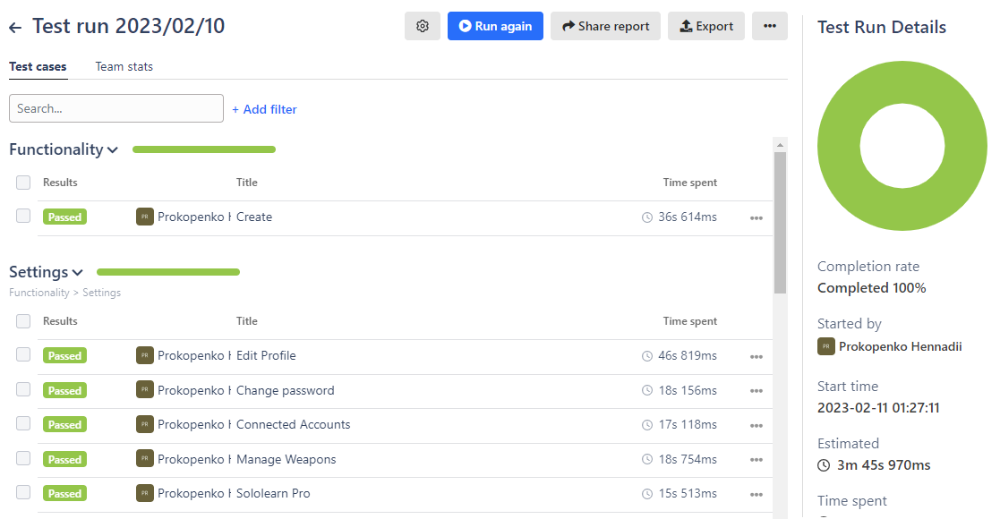 Test run 2023/02/10
Run again
Share report
Export
Test cases
Team stats
Search...
+ Add filter
Functionality
Results Title Time spent
Passed PR Prokopenko Create 36s 614ms
Settings
Functionality > Settings
Results Title Time spent
Passed PR Prokopenko Edit Profile 46s 819ms
Passed PR Prokopenko Change password 18s 156ms
Passed PR Prokopenko Connected Accounts 17s 118ms
Passed PR Prokopenko Manage Weapons 18s 754ms
Passed PR Prokopenko Sololearn Pro 15s 513ms
Test Run Details
Completion rate
Completed 100%
Started by
PR Prokopenko Hennadii
Start time
2023-02-11 01:27:11
Estimated
3m 45s 970ms
Time spent